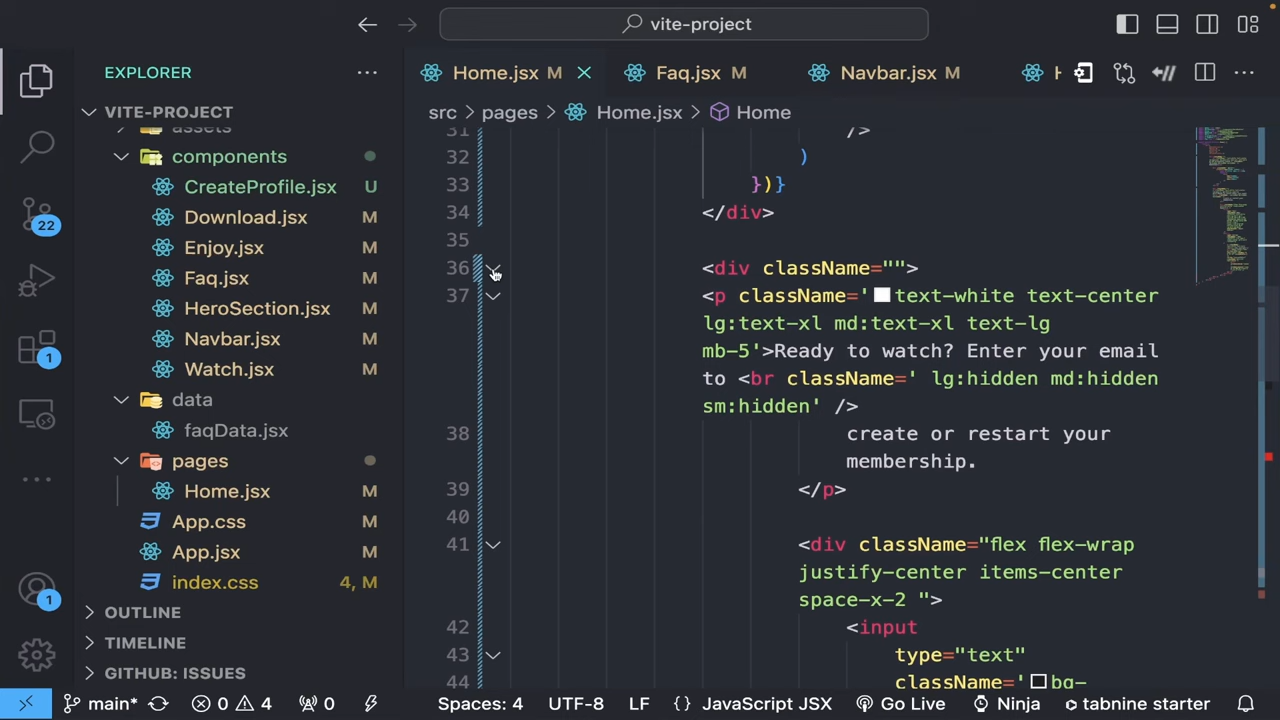 vite-project
EXPLORER
VITE-PROJECT
assets
components
CreateProfile.jsx U
Download.jsx M
Enjoy.jsx M
Faq.jsx M
HeroSection.jsx M
Navbar.jsx M
Watch.jsx M
data
faqData.jsx
pages
Home.jsx M
App.css M
App.jsx M
index.css 4, M
OUTLINE
TIMELINE
GITHUB: ISSUES
22
1
1
Home.jsx M
Faq.jsx M
Navbar.jsx M
src > pages > Home.jsx > Home
31 />
32 )
33 })}
34 </div>
35
36 <div className="">
37 <p className='text-white text-center
lg:text-xl md:text-xl text-lg
mb-5'>Ready to watch? Enter your email
to <br className=' lg:hidden md:hidden
sm:hidden' />
38 create or restart your
membership.
39 </p>
40
41 <div className="flex flex-wrap
justify-center items-center
space-x-2 ">
42 <input
43 type="text"
44 className='bg-
main* 0 4 0 Spaces: 4 UTF-8 LF {} JavaScript JSX Go Live Ninja tabnine starter